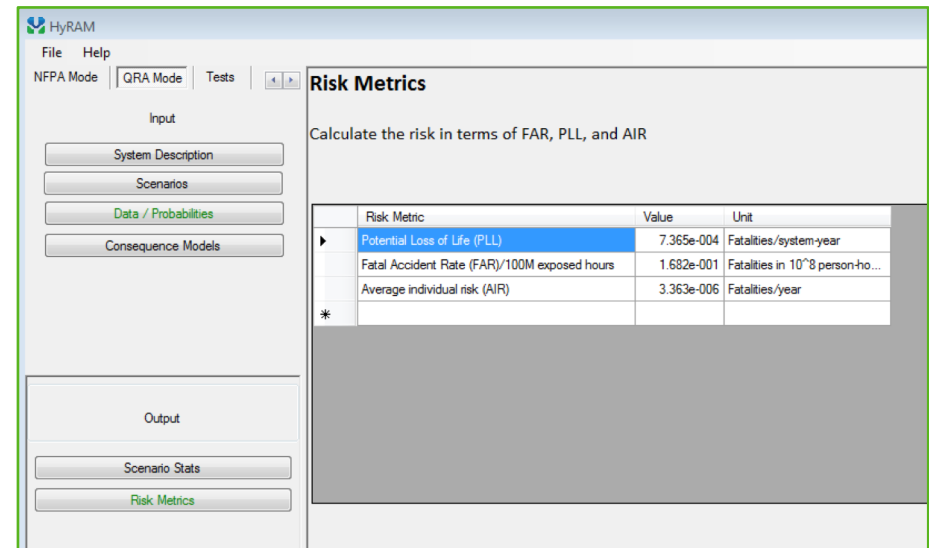 HyRAM
File Help
NFPA Mode QRA Mode Tests
Input
System Description
Scenarios
Data / Probabilities
Consequence Models
Output
Scenario Stats
Risk Metrics
Risk Metrics
Calculate the risk in terms of FAR, PLL, and AIR
Risk Metric Value Unit
Potential Loss of Life (PLL) 7.365e-004 Fatalities/system-year
Fatal Accident Rate (FAR)/100M exposed hours 1.682e-001 Fatalities in 10^8 person-ho...
Average individual risk (AIR) 3.363e-006 Fatalities/year